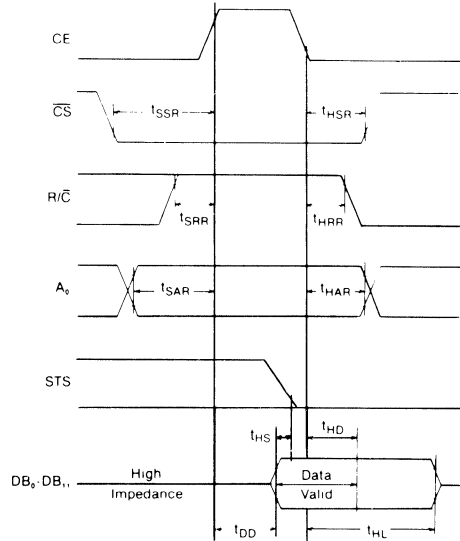 CE
CS
tSSR
tHSR
R/C
tSRR
tHRR
A0
tSAR
tHAR
STS
tHS
tHD
DB0-DB11
High
Impedance
Data
Valid
tDD
tHL